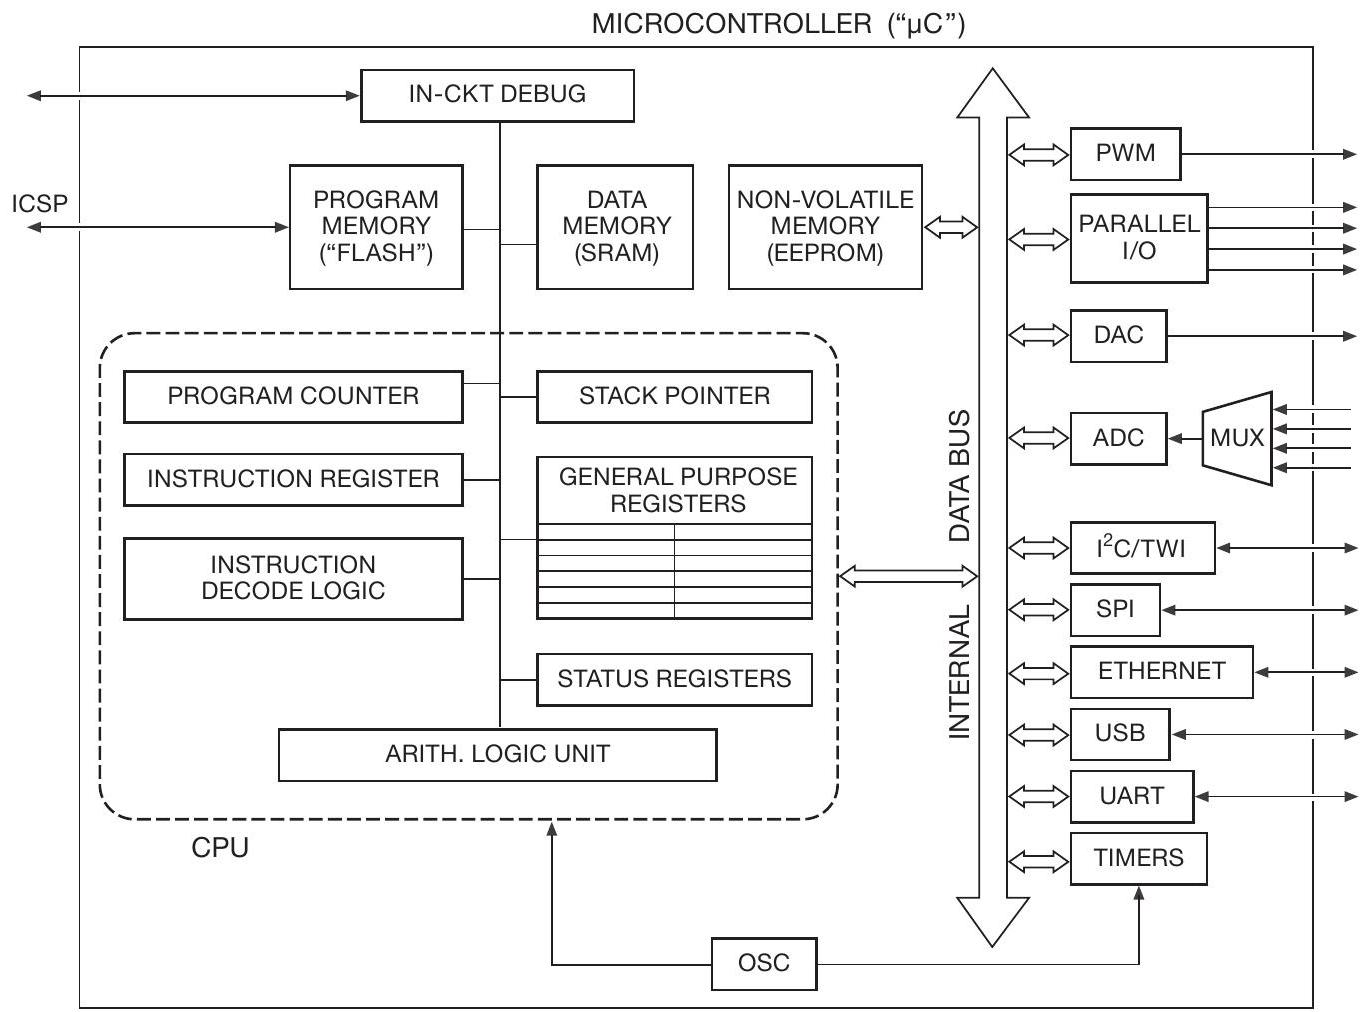 MICROCONTROLLER (“µC”)
IN-CKT DEBUG
ICSP
PROGRAM
MEMORY
(“FLASH”)
DATA
MEMORY
(SRAM)
NON-VOLATILE
MEMORY
(EEPROM)
PWM
PARALLEL
I/O
DAC
ADC
MUX
PROGRAM COUNTER
STACK POINTER
INSTRUCTION REGISTER
GENERAL PURPOSE
REGISTERS
INSTRUCTION
DECODE LOGIC
STATUS REGISTERS
ARITH. LOGIC UNIT
CPU
INTERNAL DATA BUS
I²C/TWI
SPI
ETHERNET
USB
UART
TIMERS
OSC